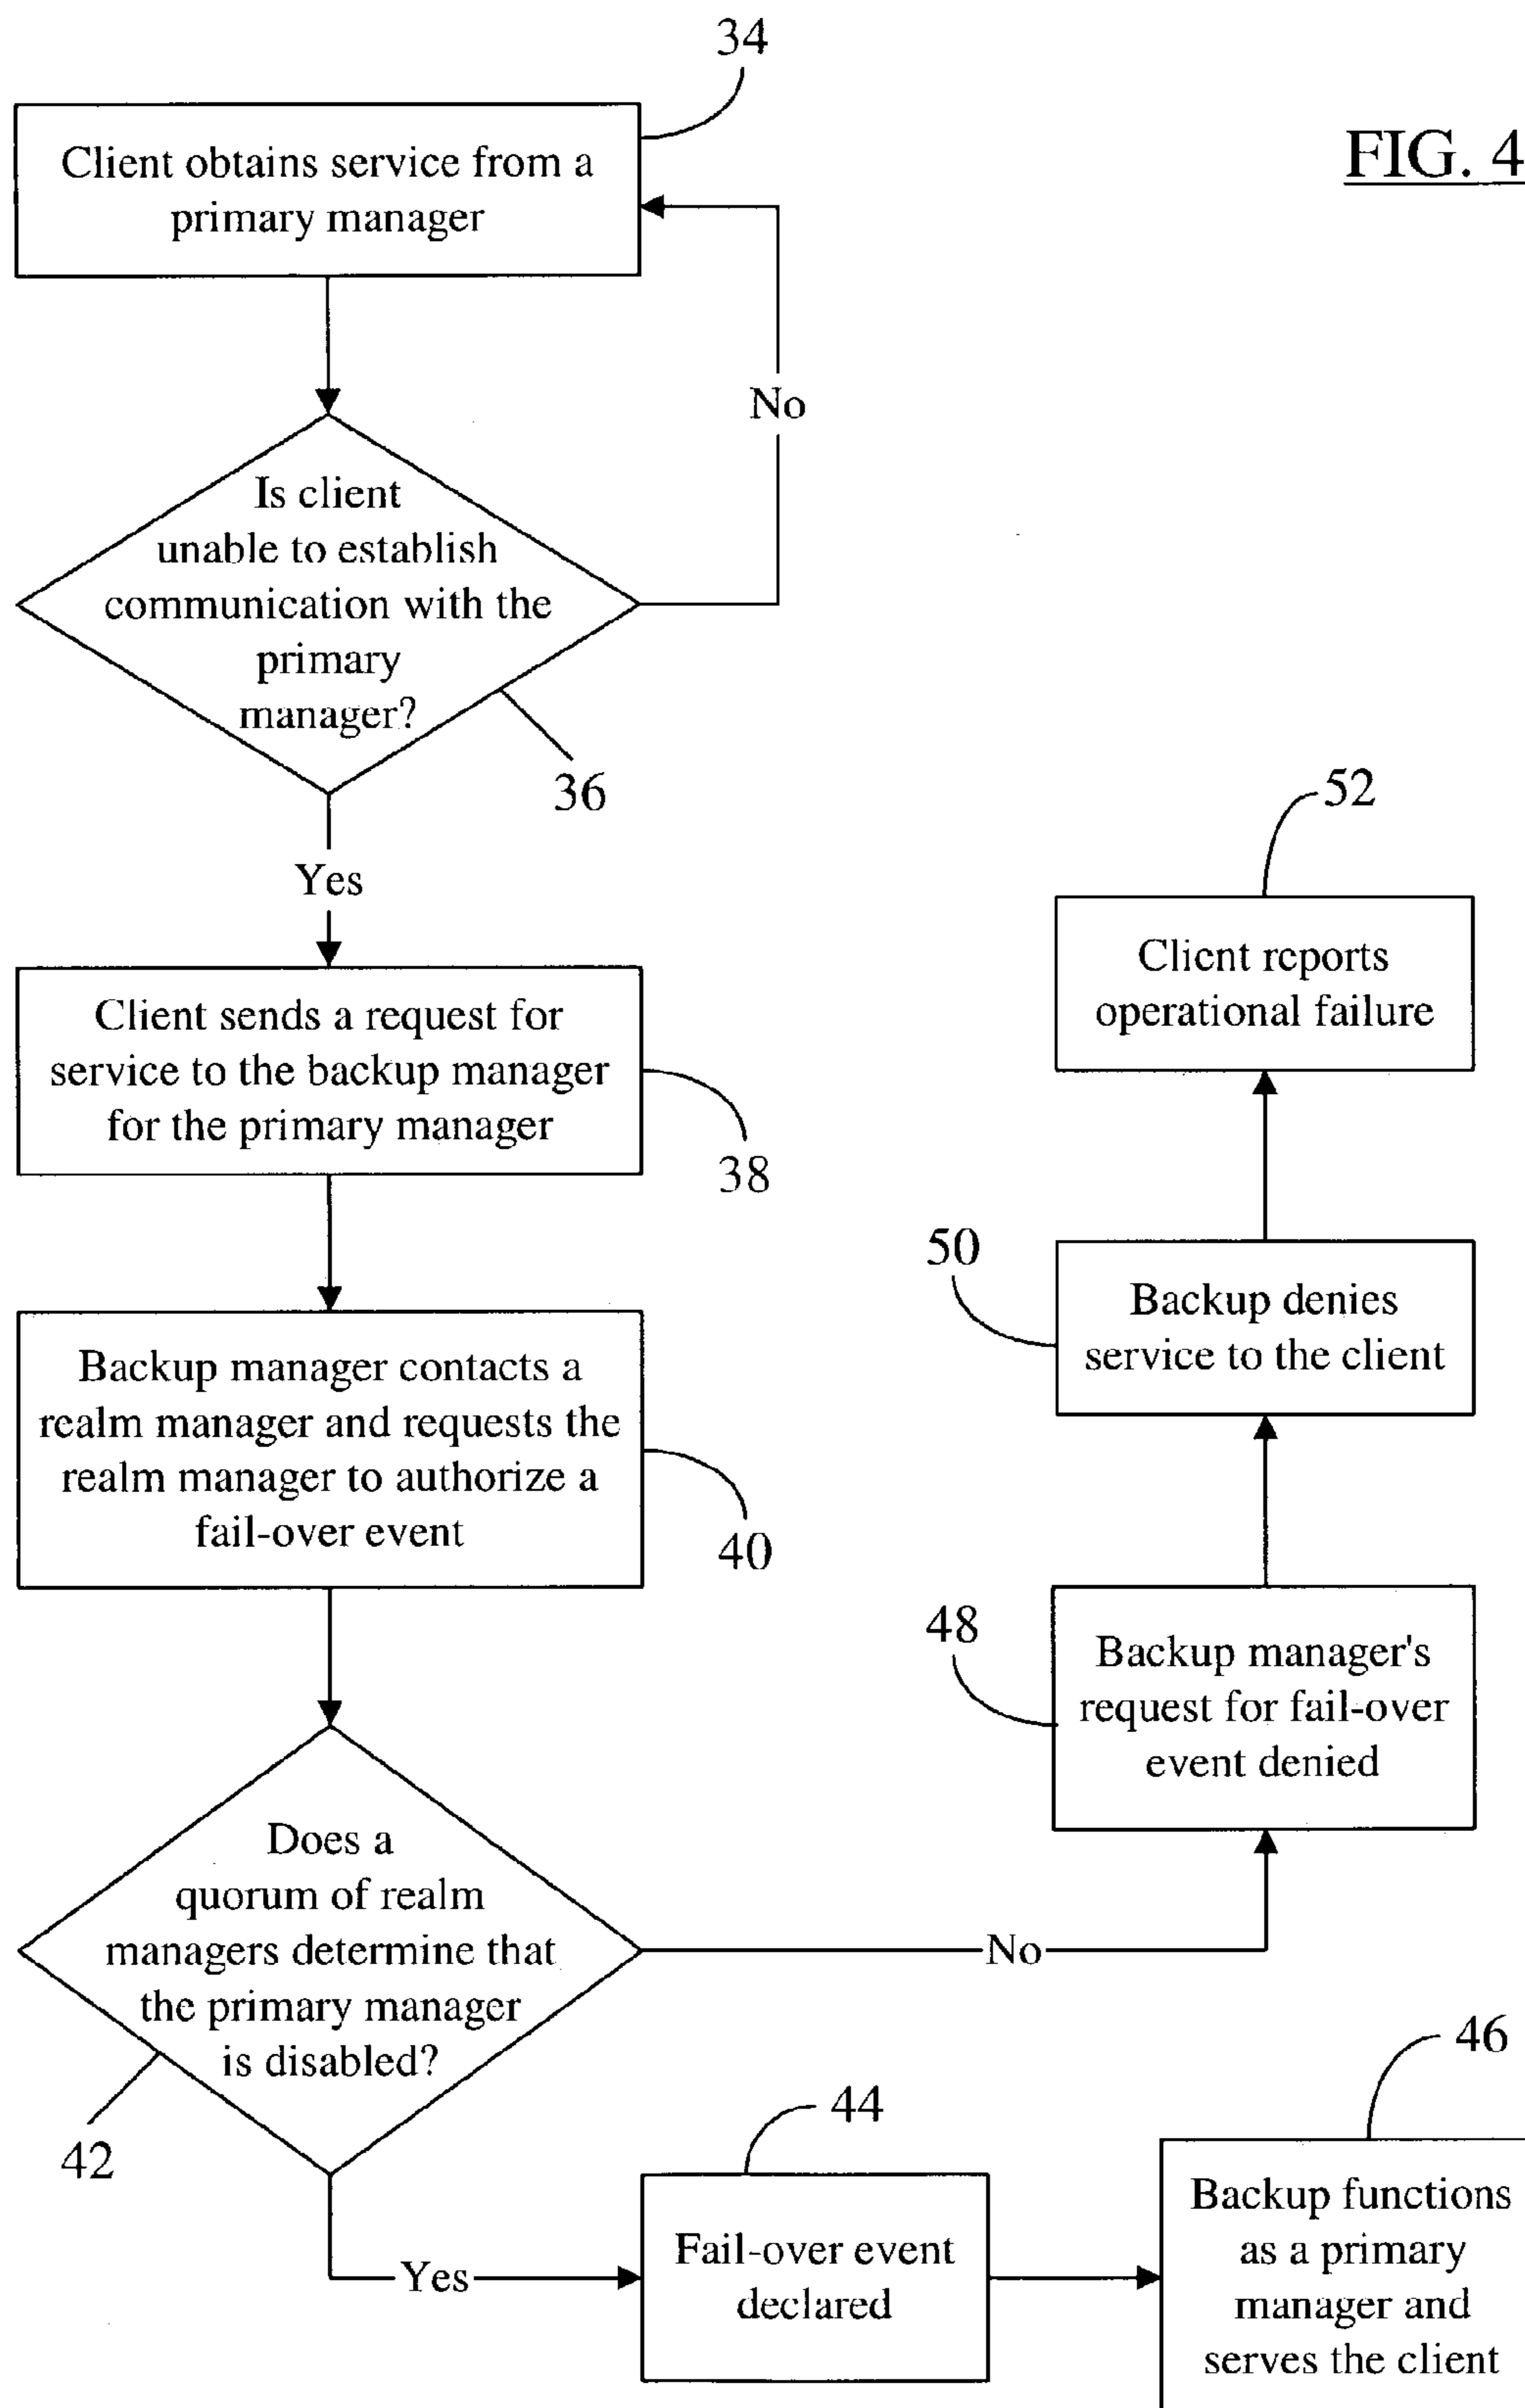 34
FIG. 4
Client obtains service from a
primary manager
No
Is client
unable to establish
communication with the
primary
manager?
36
Yes
Client sends a request for
service to the backup manager
for the primary manager
38
Backup manager contacts a
realm manager and requests the
realm manager to authorize a
fail-over event
40
Does a
quorum of realm
managers determine that
the primary manager
is disabled?
42
No
Yes
44
Fail-over event
declared
46
Backup functions
as a primary
manager and
serves the client
48
Backup manager's
request for fail-over
event denied
50
Backup denies
service to the client
52
Client reports
operational failure